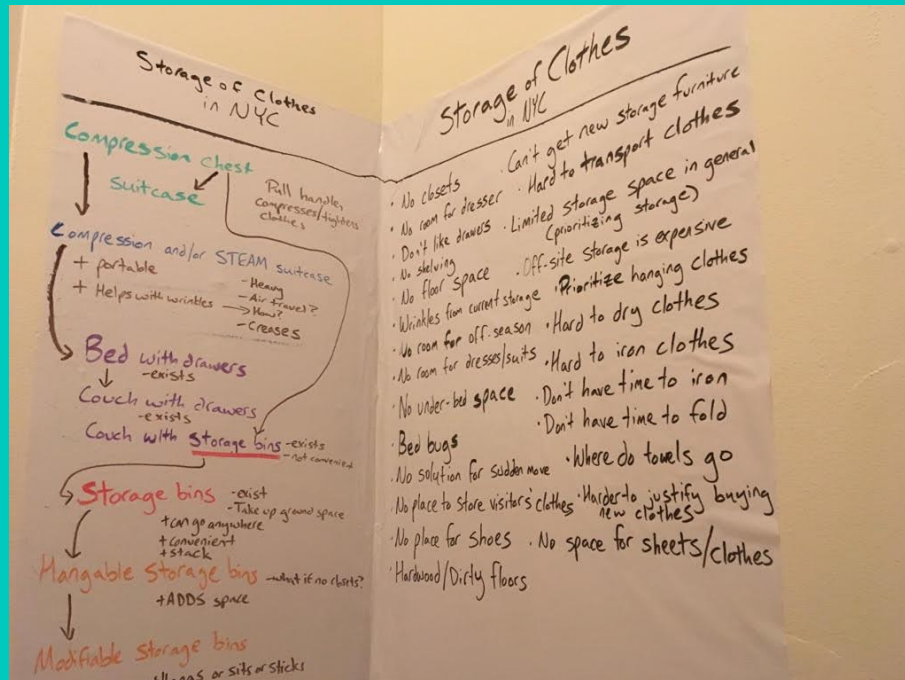 Storage of Clothes
in NYC
Compression chest
suitcase
Pull handle,
compresses/tightens
clothes
Compression and/or STEAM suitcase
+ portable
+ Helps with wrinkles
- Heavy
- Air travel?
How?
- Creases
Bed with drawers
- exists
Couch with drawers
- exists
Couch with storage bins
- exists
- not convenient
Storage bins
- exist
- Take up ground space
+ can go anywhere
+ convenient
+ stack
Hangable Storage bins
- what if no closets?
+ ADDS space
Modifiable Storage bins
or sits or sticks
Storage of Clothes
in NYC
· No closets
· No room for dresser
· Don't like drawers
· No shelving
· No floor space
· Wrinkles from current storage
· No room for off-season
· No room for dresses/suits
· No under-bed space
· Bed bugs
· No solution for sudden move
· No place to store visitor's clothes
· No place for shoes
· Hardwood/Dirty floors
· Can't get new storage furniture
· Hard to transport clothes
· Limited storage space in general
(prioritizing storage)
· Off-site storage is expensive
· Prioritize hanging clothes
· Hard to dry clothes
· Hard to iron clothes
· Don't have time to iron
· Don't have time to fold
· Where do towels go
· Harder to justify buying
new clothes
· No space for sheets/clothes